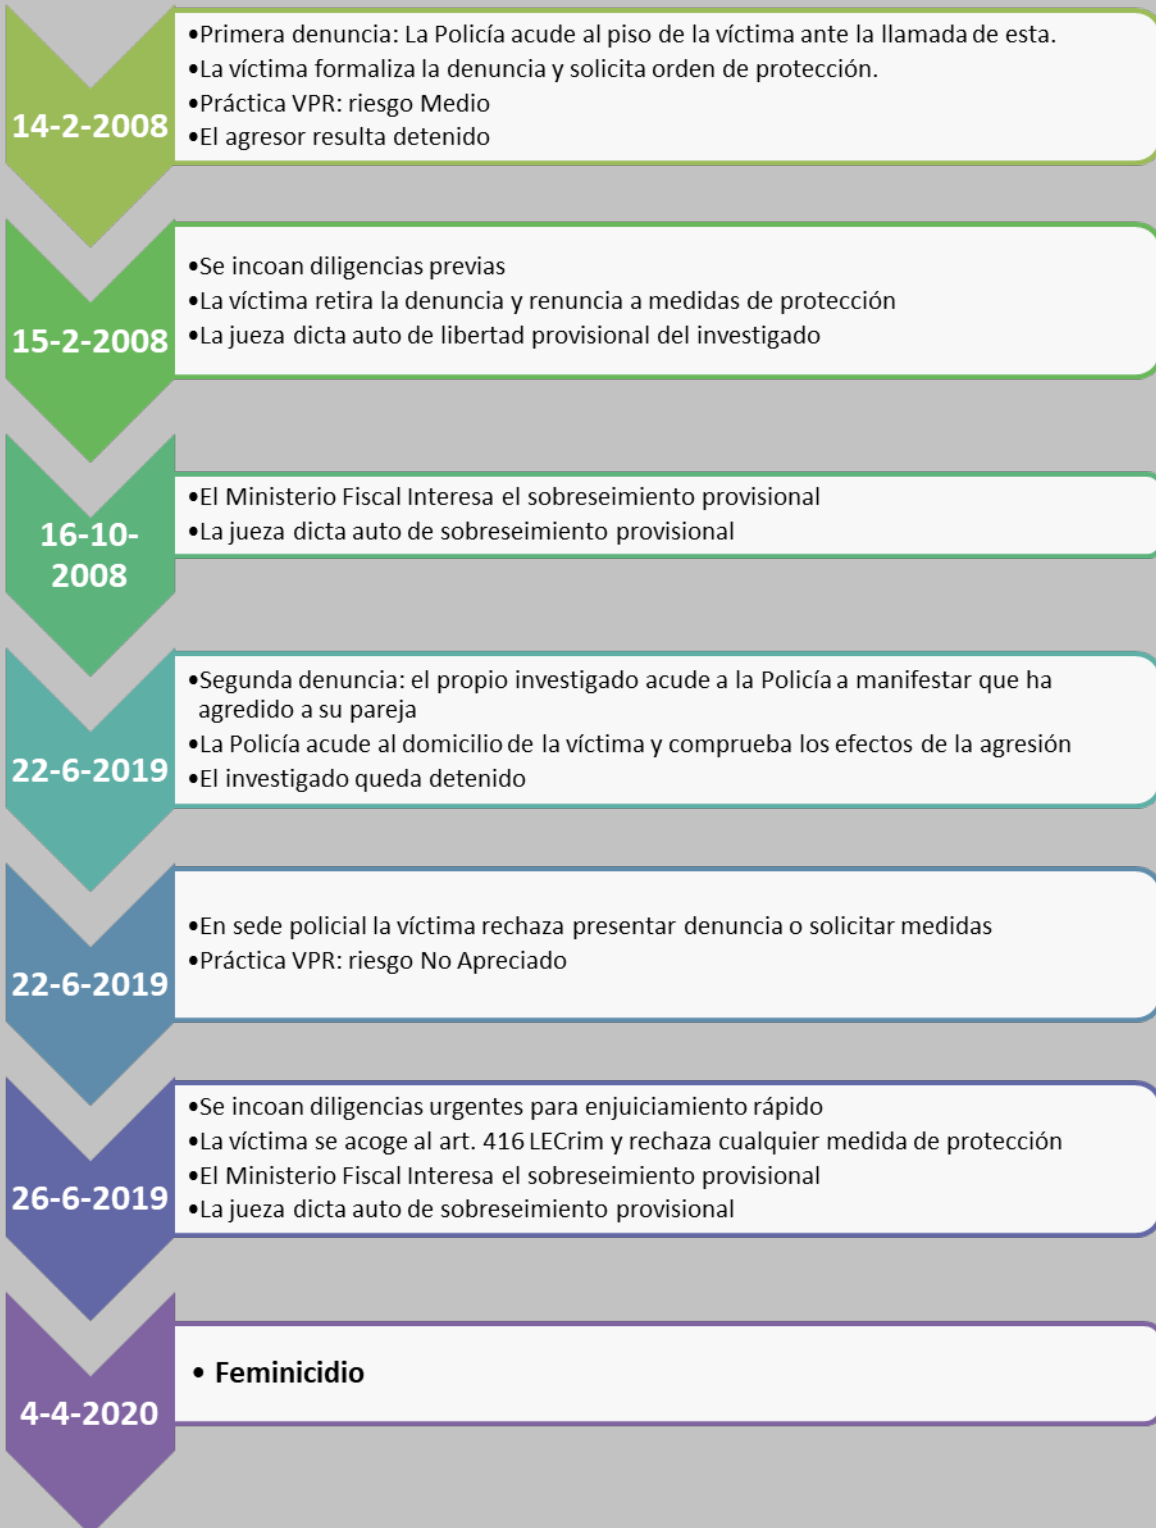 14-2-2008
•Primera denuncia: La Policía acude al piso de la víctima ante la llamada de esta.
•La víctima formaliza la denuncia y solicita orden de protección.
•Práctica VPR: riesgo Medio
•El agresor resulta detenido
15-2-2008
•Se incoan diligencias previas
•La víctima retira la denuncia y renuncia a medidas de protección
•La jueza dicta auto de libertad provisional del investigado
16-10-
2008
•El Ministerio Fiscal Interesa el sobreseimiento provisional
•La jueza dicta auto de sobreseimiento provisional
22-6-2019
•Segunda denuncia: el propio investigado acude a la Policía a manifestar que ha
agredido a su pareja
•La Policía acude al domicilio de la víctima y comprueba los efectos de la agresión
•El investigado queda detenido
22-6-2019
•En sede policial la víctima rechaza presentar denuncia o solicitar medidas
•Práctica VPR: riesgo No Apreciado
26-6-2019
•Se incoan diligencias urgentes para enjuiciamiento rápido
•La víctima se acoge al art. 416 LECrim y rechaza cualquier medida de protección
•El Ministerio Fiscal Interesa el sobreseimiento provisional
•La jueza dicta auto de sobreseimiento provisional
4-4-2020
• Feminicidio